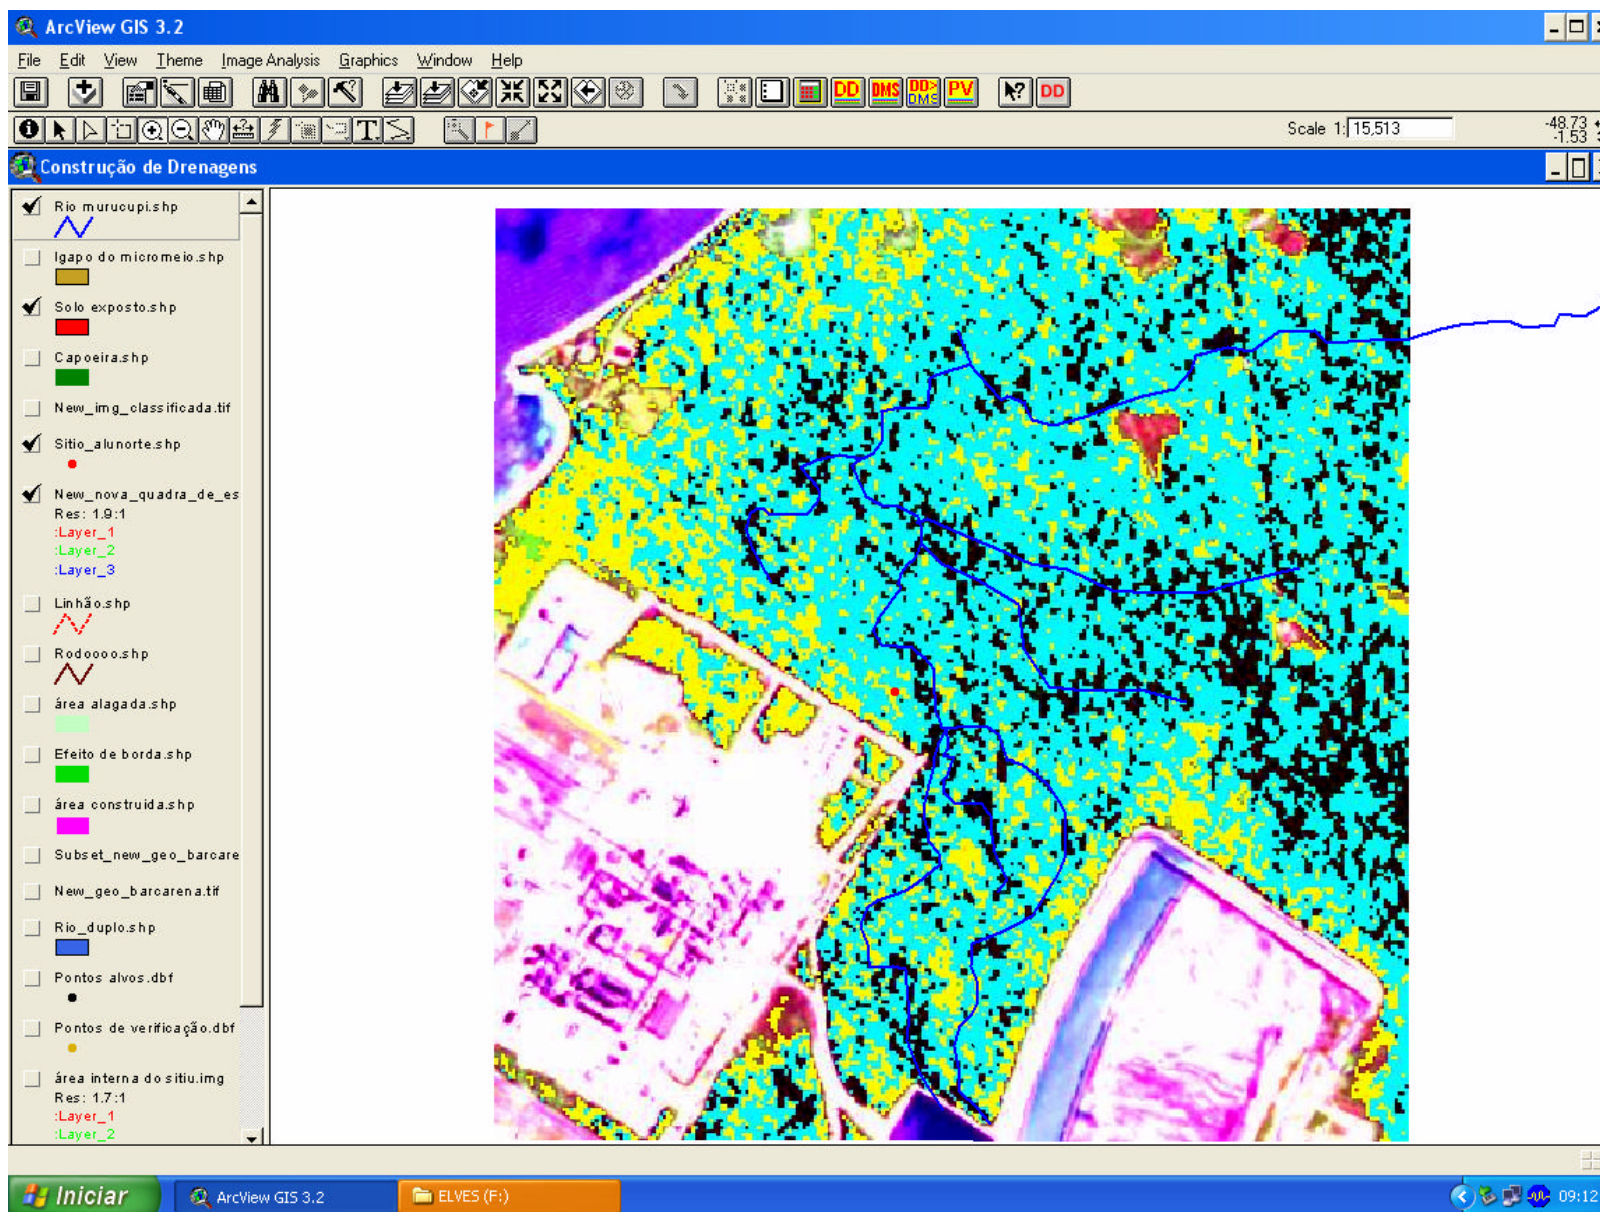 ArcView GIS 3.2
File Edit View Theme Image Analysis Graphics Window Help
DD DMS DD> DMS PV DD
Scale 1: 15,513
-48.73
-1.53
Construção de Drenagens
Rio murucupi.shp
Igapo do micromeio.shp
Solo exposto.shp
Capoeira.shp
New_img_classificada.tif
Sitio_alunorte.shp
New_nova_quadra_de_es
Res: 1.9:1
:Layer_1
:Layer_2
:Layer_3
Linhão.shp
Rodoooo.shp
área alagada.shp
Efeito de borda.shp
área construida.shp
Subset_new_geo_barcare
New_geo_barcarena.tif
Rio_duplo.shp
Pontos alvos.dbf
Pontos de verificação.dbf
área interna do sitiu.img
Res: 1.7:1
:Layer_1
:Layer_2
Iniciar
ArcView GIS 3.2
ELVES (F:)
09:12